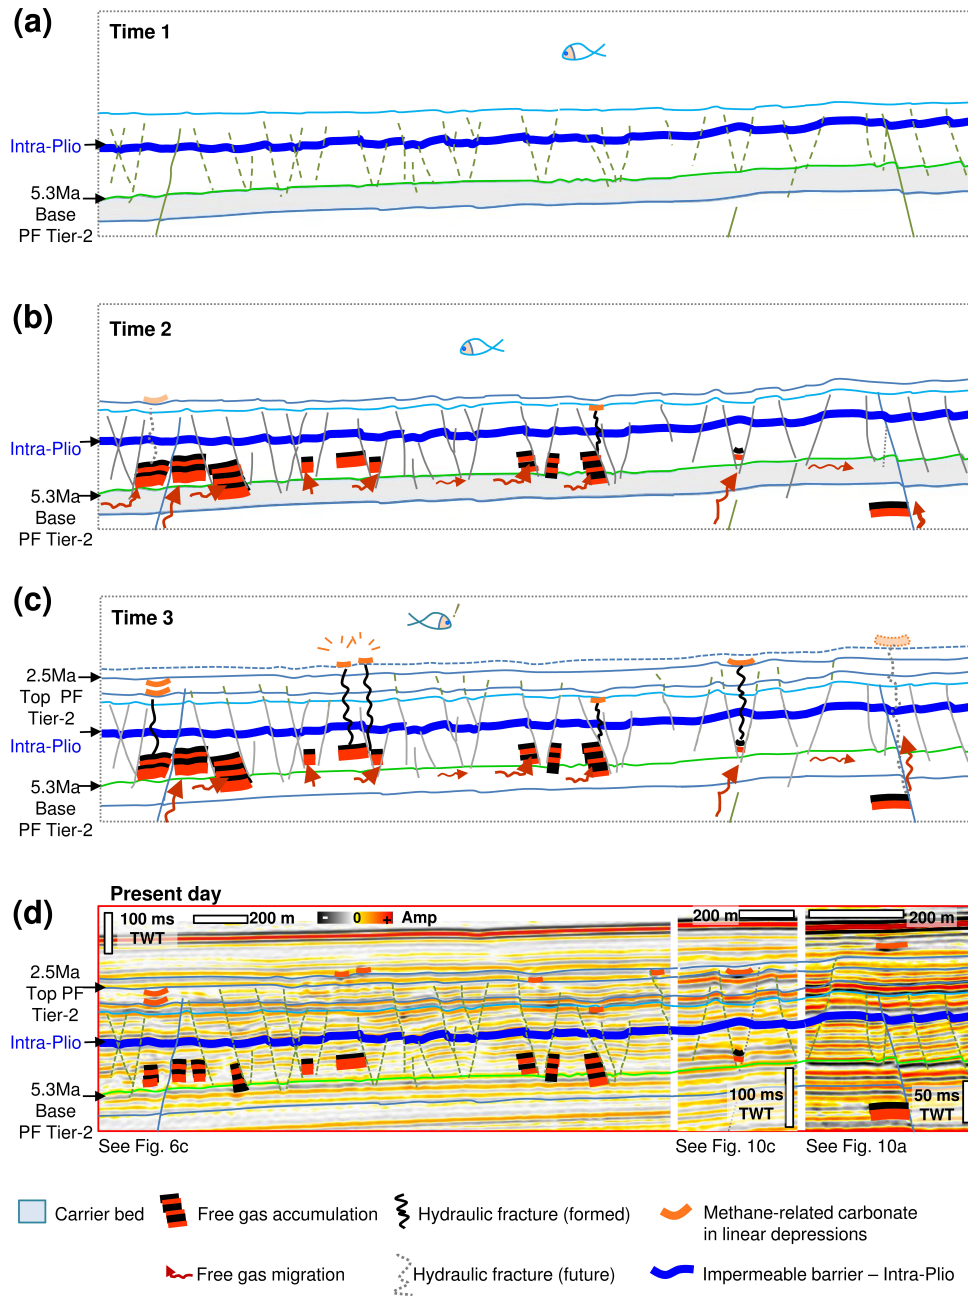 (a)
Time 1
Intra-Plio
5.3Ma
Base
PF Tier-2
(b)
Time 2
Intra-Plio
5.3Ma
Base
PF Tier-2
(c)
Time 3
2.5Ma
Top PF
Tier-2
Intra-Plio
5.3Ma
Base
PF Tier-2
Present day
(d)
100 ms
TWT
200 m
- 0 + Amp
200 m
200 m
2.5Ma
Top PF
Tier-2
Intra-Plio
5.3Ma
Base
PF Tier-2
100 ms
TWT
50 ms
TWT
See Fig. 6c
See Fig. 10c
See Fig. 10a
Carrier bed
Free gas accumulation
Hydraulic fracture (formed)
Methane-related carbonate
in linear depressions
Free gas migration
Hydraulic fracture (future)
Impermeable barrier – Intra-Plio